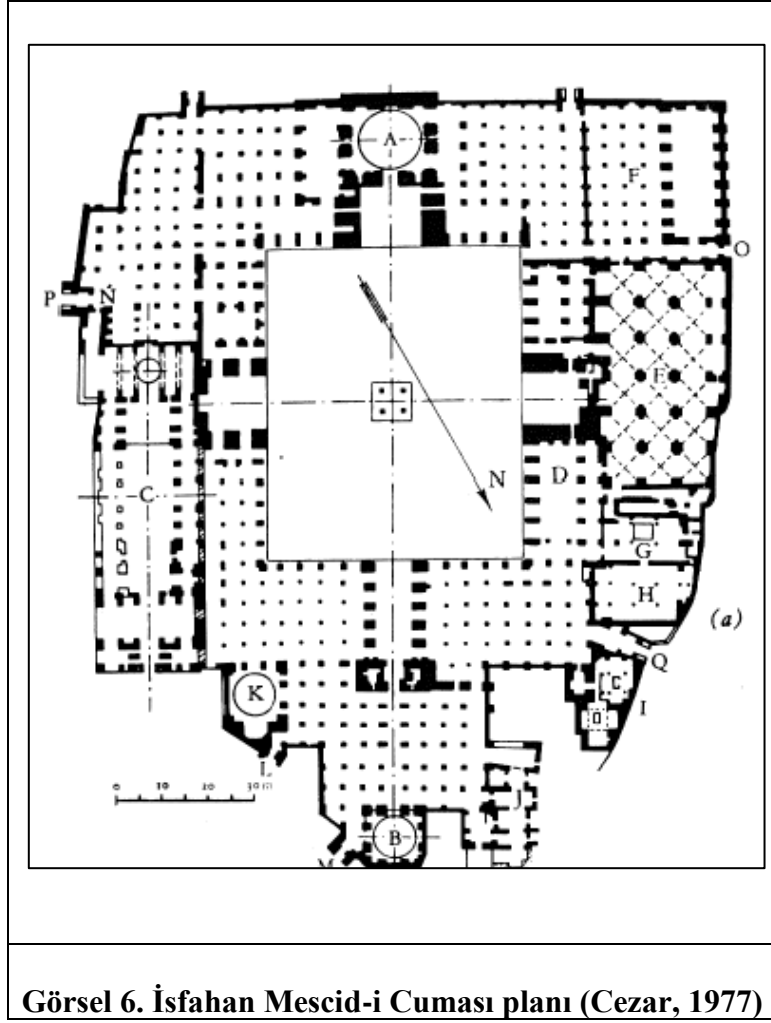 A
F
O
P N
E
N
C D
G
H
(a)
Q
K I
L
0 10 20 30 m
J
B
M
Görsel 6. İsfahan Mescid-i Cuması planı (Cezar, 1977)